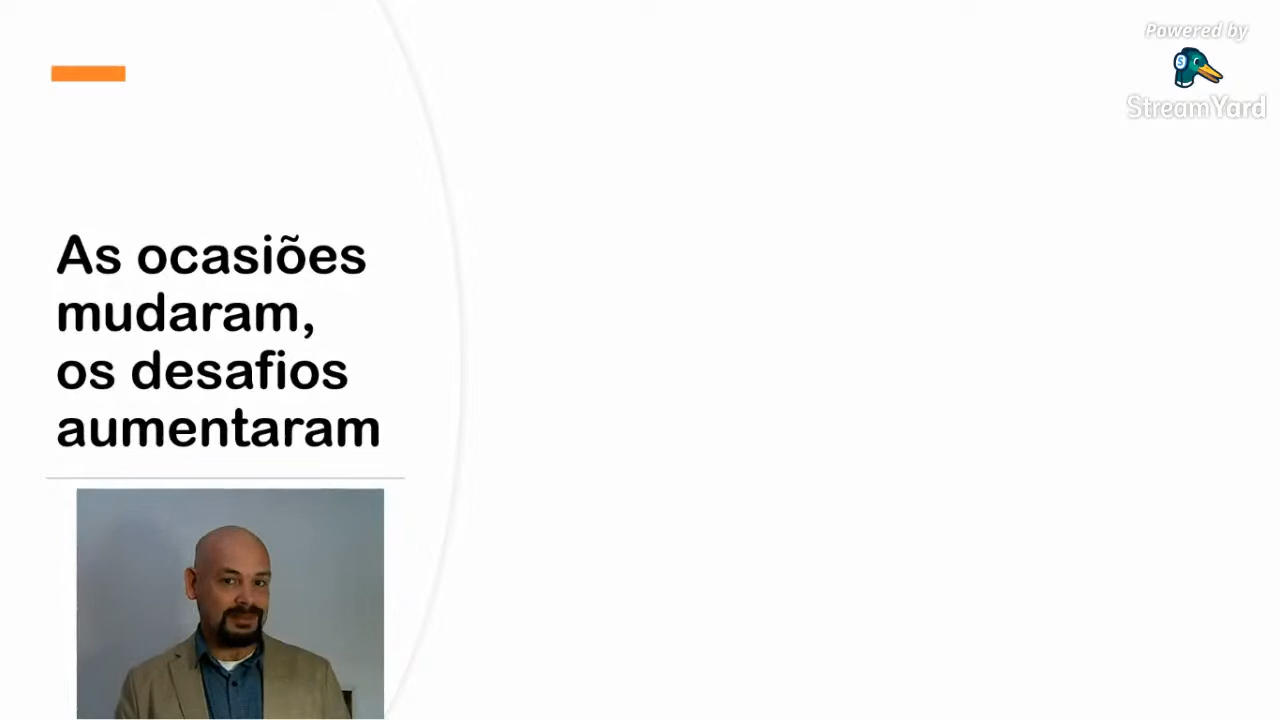 Powered by
StreamYard
As ocasiões
mudaram,
os desafios
aumentaram